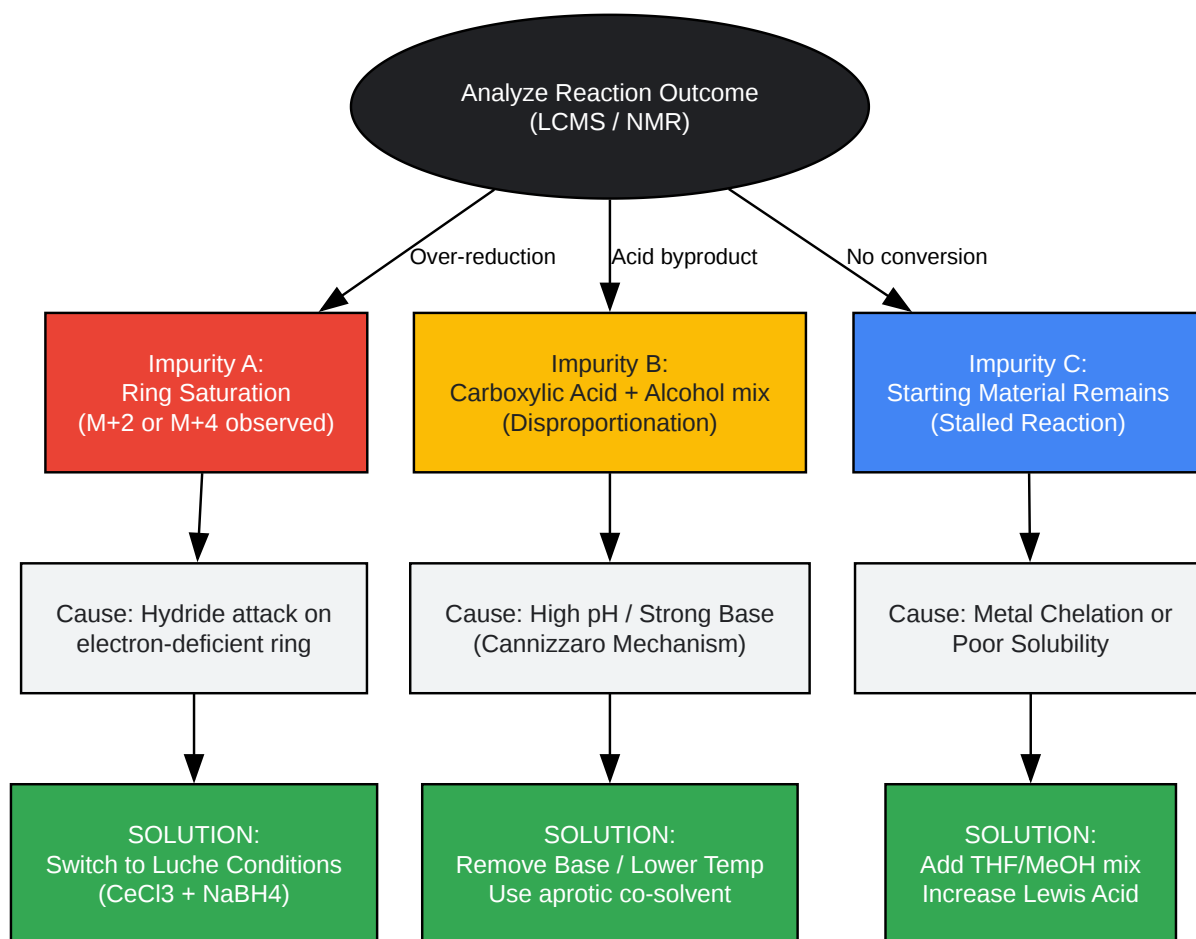 Analyze Reaction Outcome
(LCMS / NMR)
Over-reduction
Acid byproduct
No conversion
Impurity A:
Ring Saturation
(M+2 or M+4 observed)
Impurity B:
Carboxylic Acid + Alcohol mix
(Disproportionation)
Impurity C:
Starting Material Remains
(Stalled Reaction)
Cause: Hydride attack on
electron-deficient ring
Cause: High pH / Strong Base
(Cannizzaro Mechanism)
Cause: Metal Chelation or
Poor Solubility
SOLUTION:
Switch to Luche Conditions
(CeCl3 + NaBH4)
SOLUTION:
Remove Base / Lower Temp
Use aprotic co-solvent
SOLUTION:
Add THF/MeOH mix
Increase Lewis Acid